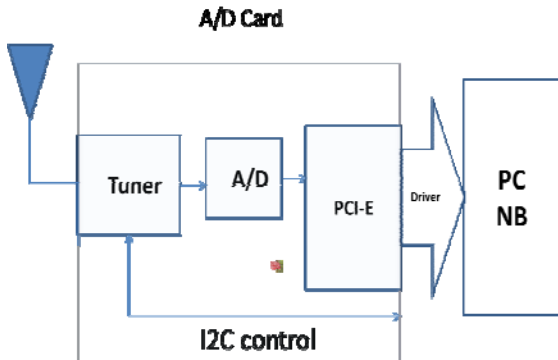 A/D Card
Tuner
A/D
PCI-E
Driver
PC
NB
I2C control